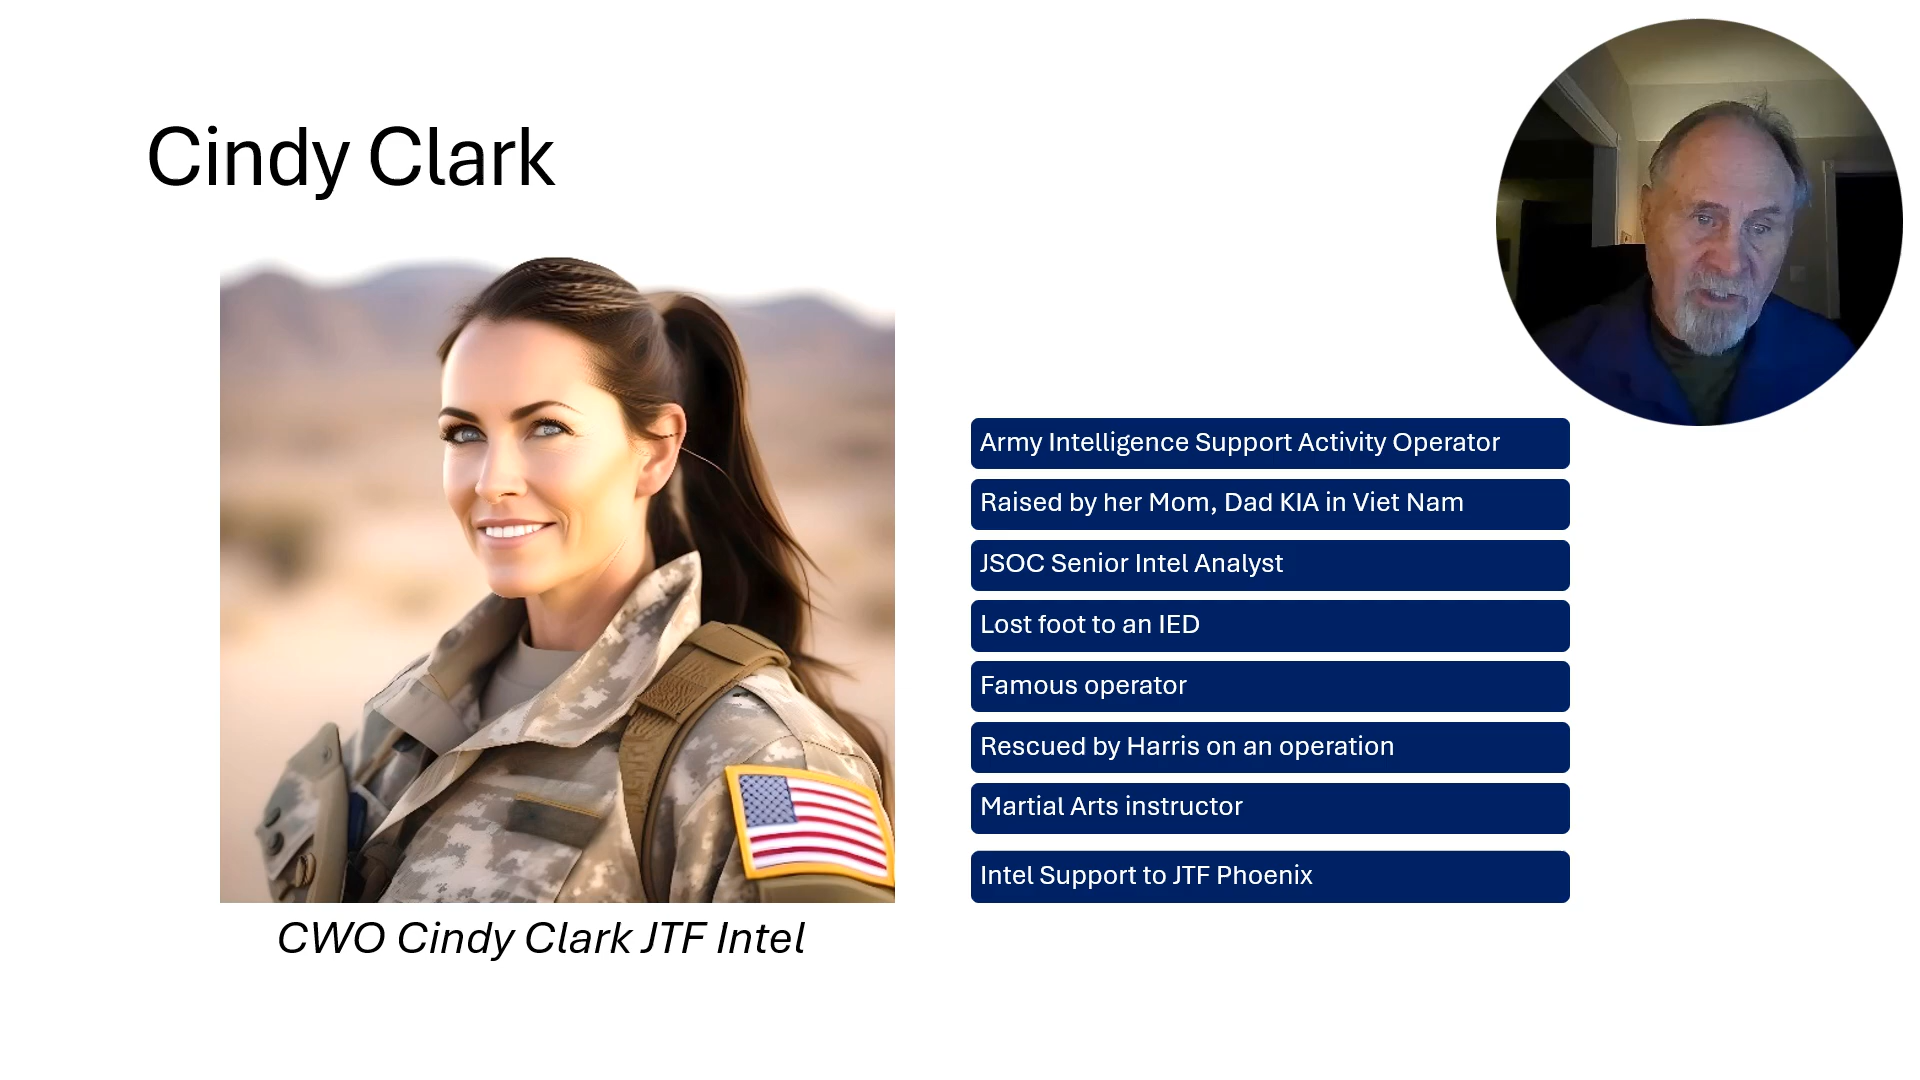 Cindy Clark
Army Intelligence Support Activity Operator
Raised by her Mom, Dad KIA in Viet Nam
JSOC Senior Intel Analyst
Lost foot to an IED
Famous operator
Rescued by Harris on an operation
Martial Arts instructor
Intel Support to JTF Phoenix
CWO Cindy Clark JTF Intel